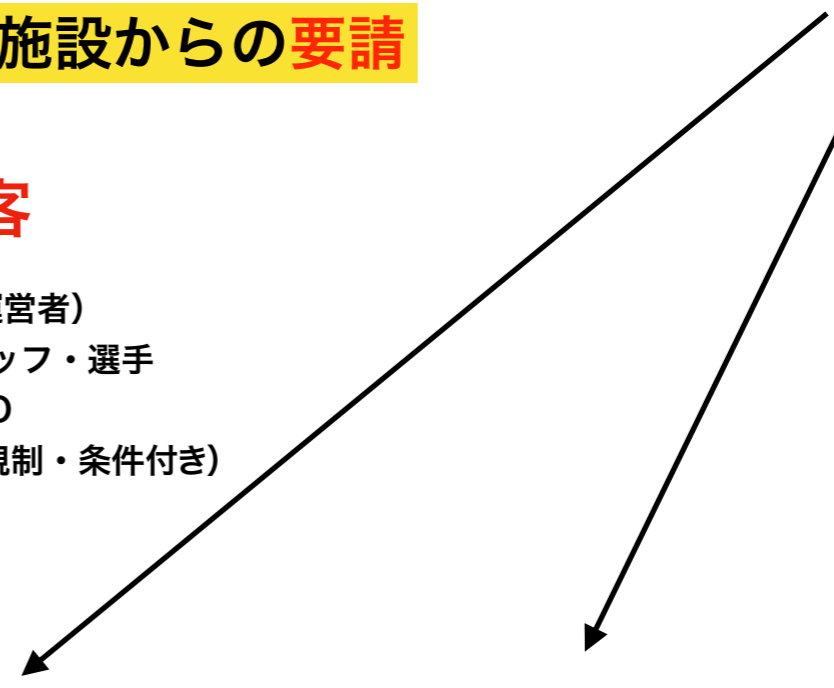 施設からの要請
客
営者）
ッフ・選手
規制・条件付き）